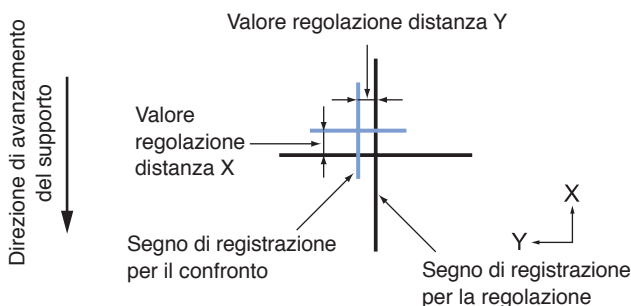 Direzione di avanzamento
del supporto
Valore regolazione distanza Y
Valore
regolazione
distanza X
Segno di registrazione
per il confronto
Segno di registrazione
per la regolazione
X
Y